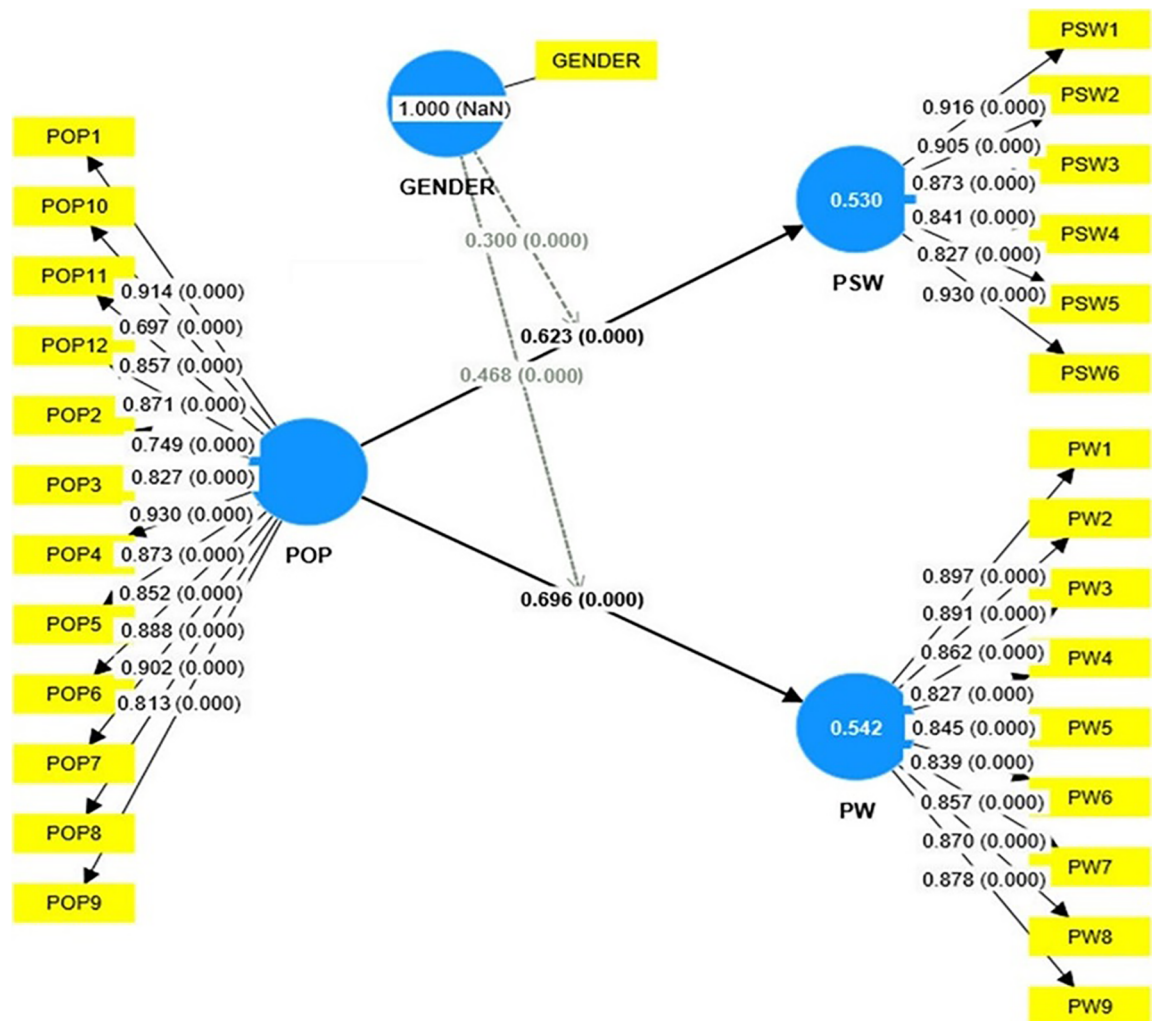 GENDER
1.000 (NaN)
GENDER
0.300 (0.000)
0.468 (0.000)
POP1
POP10
POP11
POP12
POP2
POP3
POP4
POP5
POP6
POP7
POP8
POP9
0.914 (0.000)
0.697 (0.000)
0.857 (0.000)
0.871 (0.000)
0.749 (0.000)
0.827 (0.000)
0.930 (0.000)
0.873 (0.000)
0.852 (0.000)
0.888 (0.000)
0.902 (0.000)
0.813 (0.000)
POP
0.623 (0.000)
0.696 (0.000)
0.530
PSW
0.916 (0.000)
0.905 (0.000)
0.873 (0.000)
0.841 (0.000)
0.827 (0.000)
0.930 (0.000)
PSW1
PSW2
PSW3
PSW4
PSW5
PSW6
0.542
PW
0.897 (0.000)
0.891 (0.000)
0.862 (0.000)
0.827 (0.000)
0.845 (0.000)
0.839 (0.000)
0.857 (0.000)
0.870 (0.000)
0.878 (0.000)
PW1
PW2
PW3
PW4
PW5
PW6
PW7
PW8
PW9